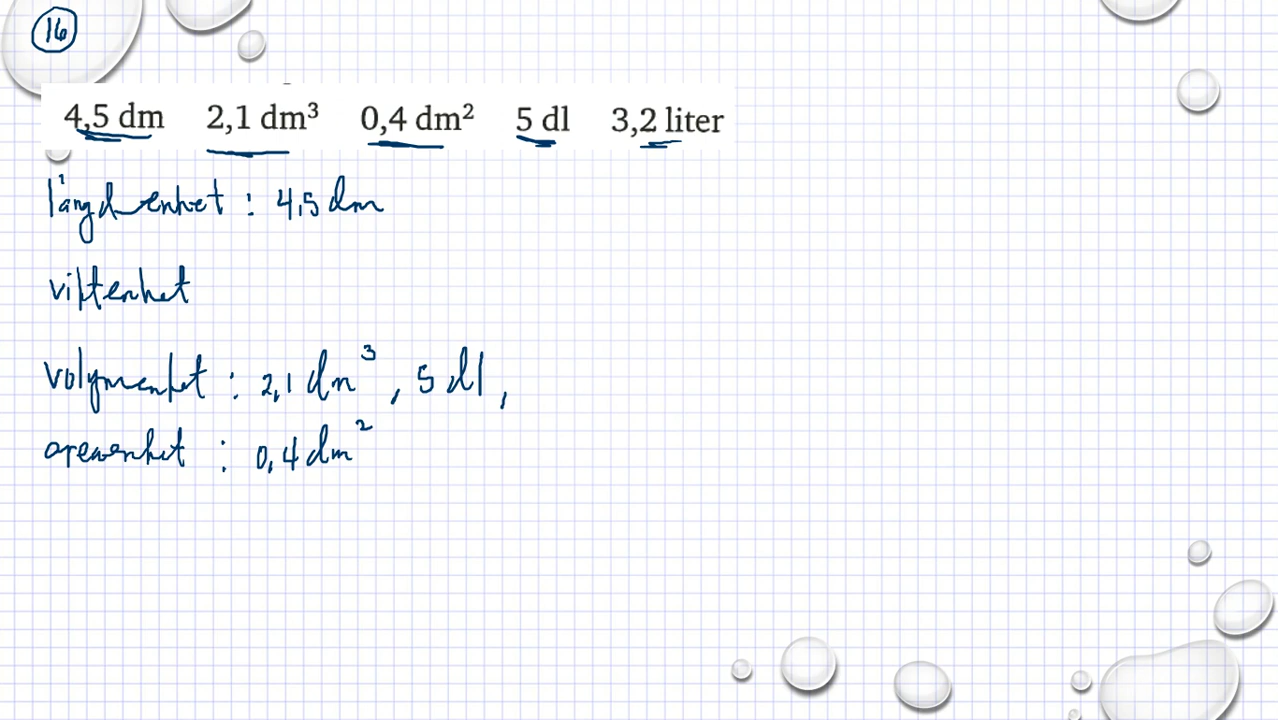 16
4,5 dm 2,1 dm³ 0,4 dm² 5 dl 3,2 liter
längdenhet : 4,5 dm
viktenhet
volymenhet : 2,1 dm³ , 5 dl ,
areaenhet : 0,4 dm²